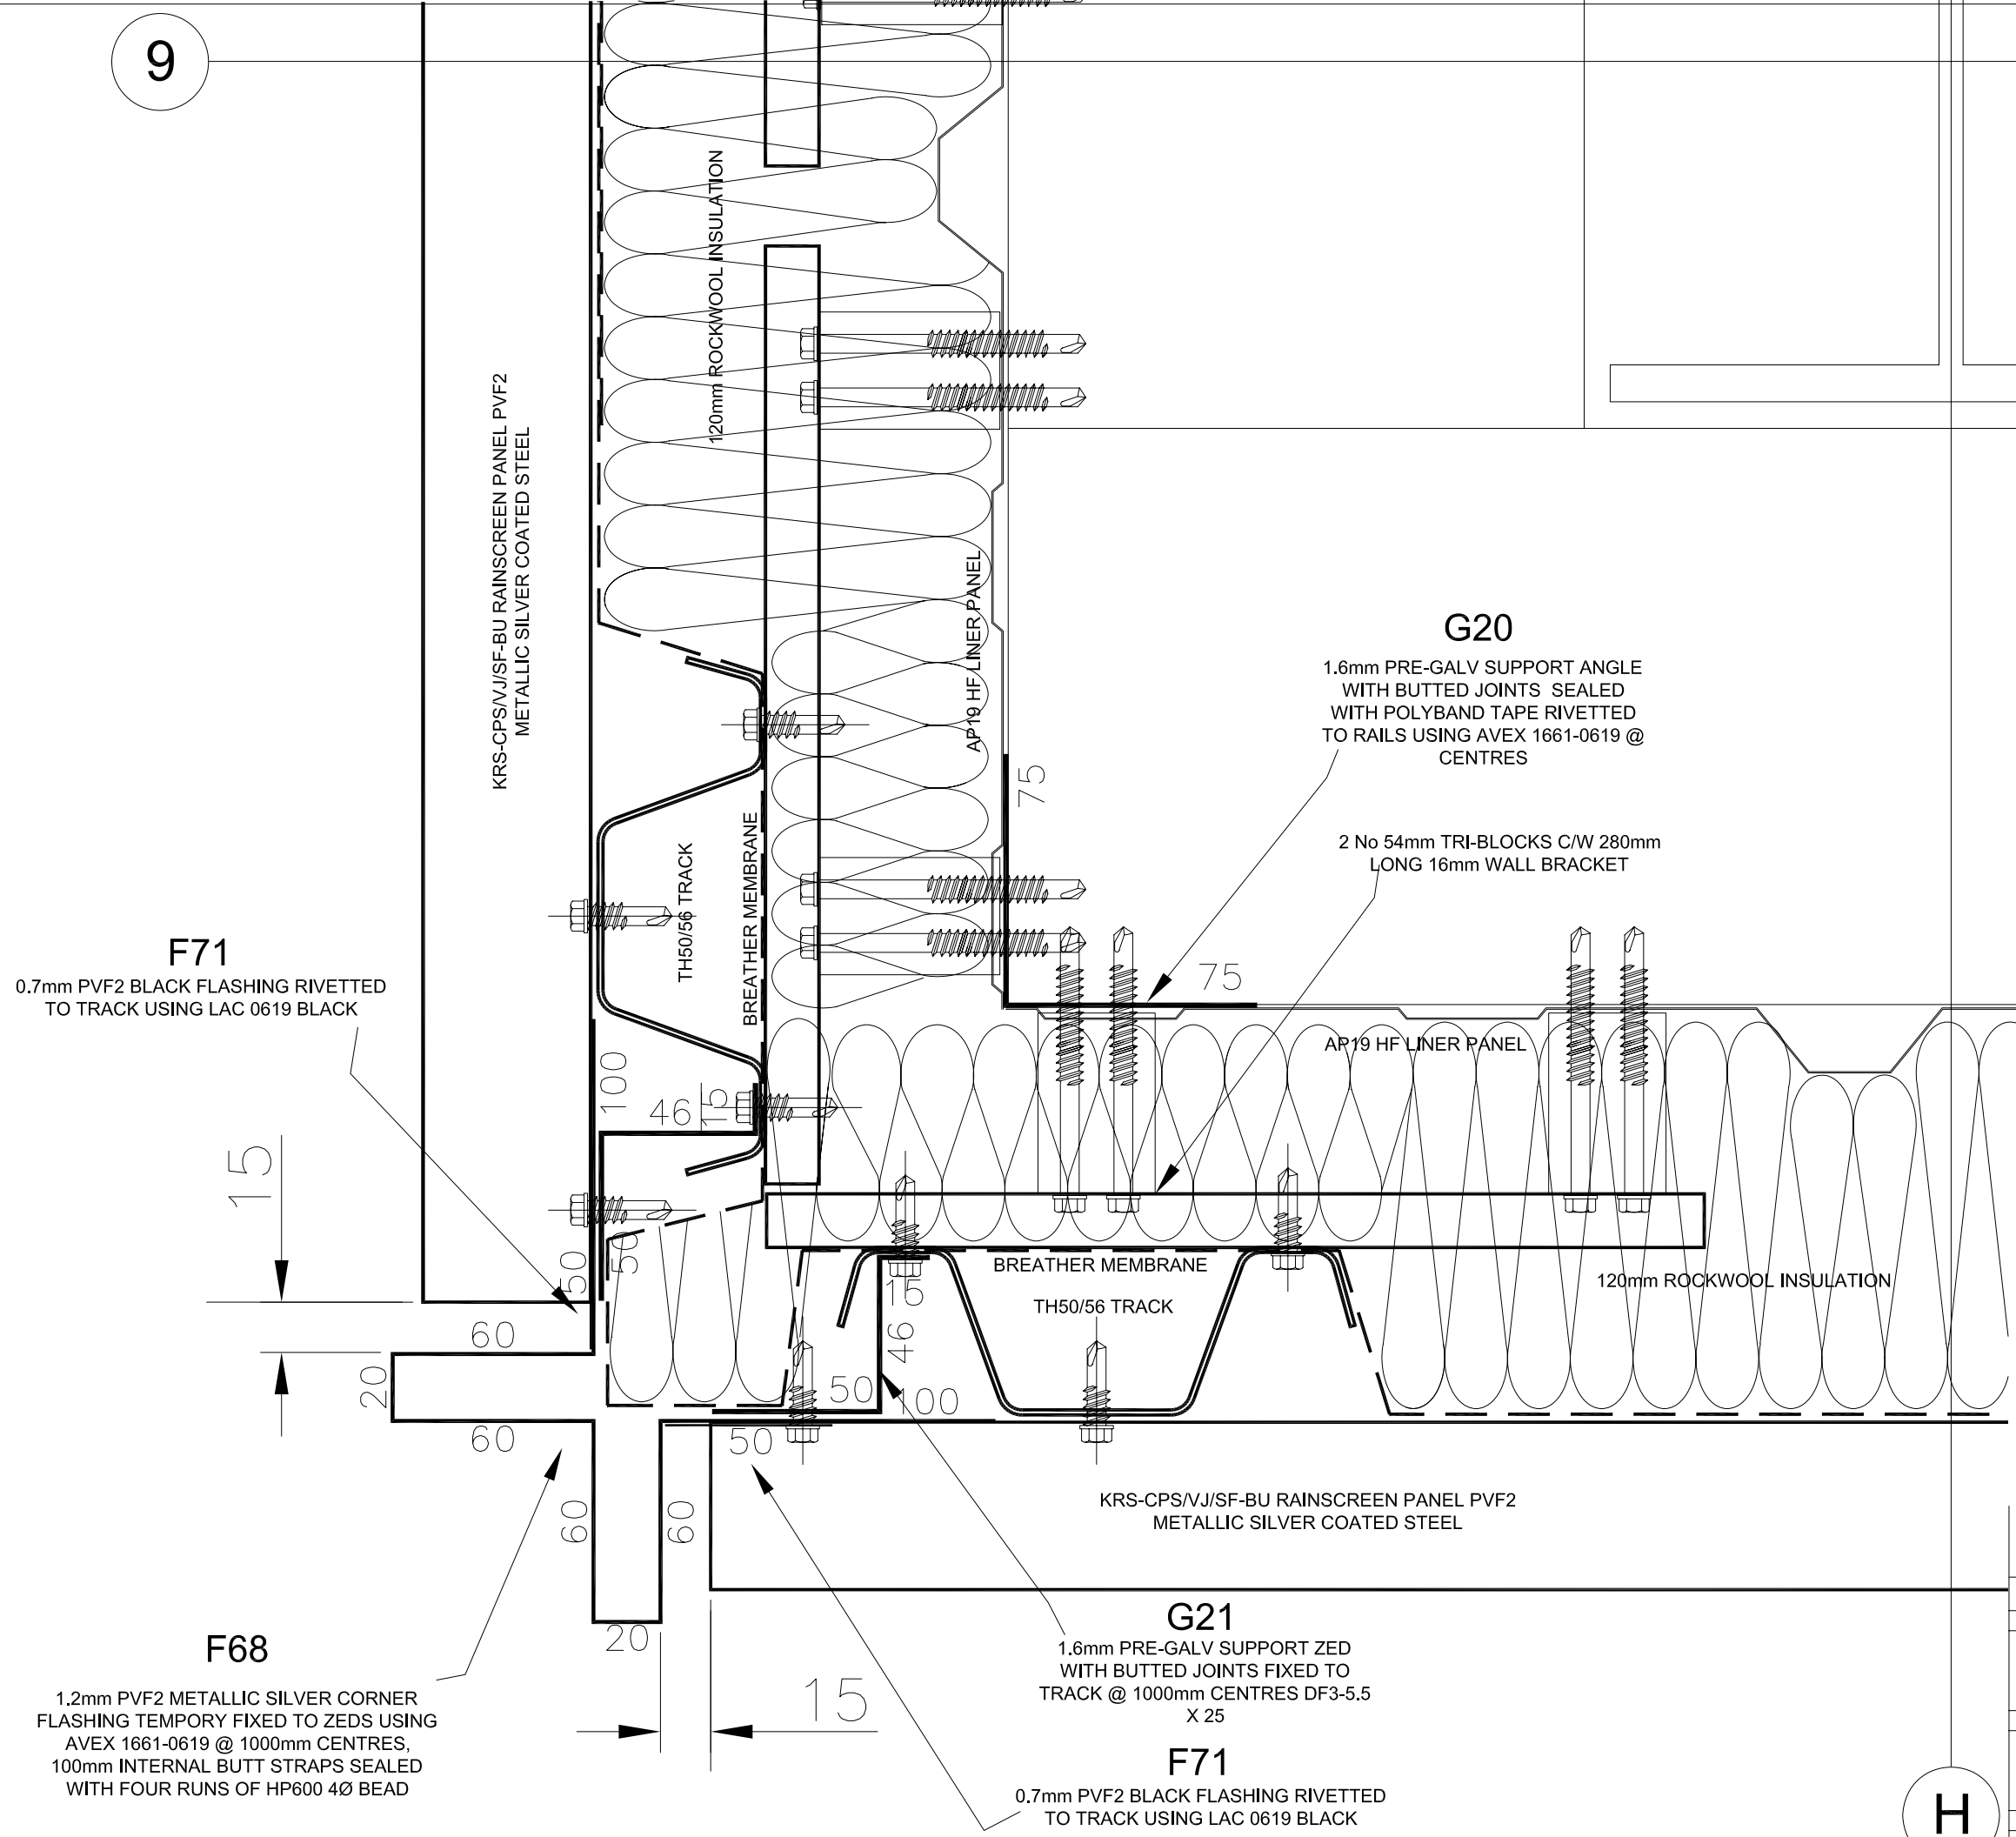 9
120mm ROCKWOOL INSULATION
KRS-CPS/VJ/SF-BU RAINSCREEN PANEL PVF2
METALLIC SILVER COATED STEEL
AP19 HF LINER PANEL
G20
1.6mm PRE-GALV SUPPORT ANGLE
WITH BUTTED JOINTS SEALED
WITH POLYBAND TAPE RIVETTED
TO RAILS USING AVEX 1661-0619 @
CENTRES
75
2 No 54mm TRI-BLOCKS C/W 280mm
LONG 16mm WALL BRACKET
TH50/56 TRACK
BREATHER MEMBRANE
F71
0.7mm PVF2 BLACK FLASHING RIVETTED
TO TRACK USING LAC 0619 BLACK
75
AP19 HF LINER PANEL
100
46
15
15
50
50
BREATHER MEMBRANE
120mm ROCKWOOL INSULATION
15
TH50/56 TRACK
60
46
20
50
100
60
50
60
60
KRS-CPS/VJ/SF-BU RAINSCREEN PANEL PVF2
METALLIC SILVER COATED STEEL
20
F68
1.2mm PVF2 METALLIC SILVER CORNER
FLASHING TEMPORY FIXED TO ZEDS USING
AVEX 1661-0619 @ 1000mm CENTRES,
100mm INTERNAL BUTT STRAPS SEALED
WITH FOUR RUNS OF HP600 4Ø BEAD
15
G21
1.6mm PRE-GALV SUPPORT ZED
WITH BUTTED JOINTS FIXED TO
TRACK @ 1000mm CENTRES DF3-5.5
X 25
F71
0.7mm PVF2 BLACK FLASHING RIVETTED
TO TRACK USING LAC 0619 BLACK
H